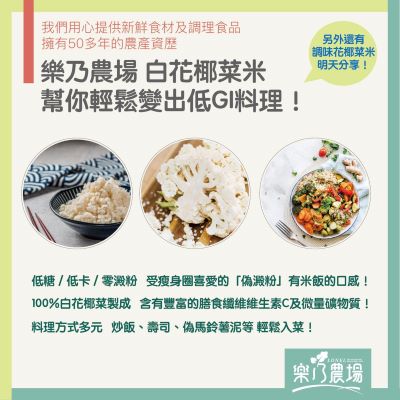 我們用心提供新鮮食材及調理食品
擁有50多年的農產資歷
另外還有
調味花椰菜米
明天分享！
樂乃農場 白花椰菜米
幫你輕鬆變出低GI料理！
低糖 / 低卡 / 零澱粉 受瘦身圈喜愛的「偽澱粉」有米飯的口感！
100%白花椰菜製成 含有豐富的膳食纖維維生素C及微量礦物質！
料理方式多元 炒飯、壽司、偽馬鈴薯泥等 輕鬆入菜！
樂乃農場